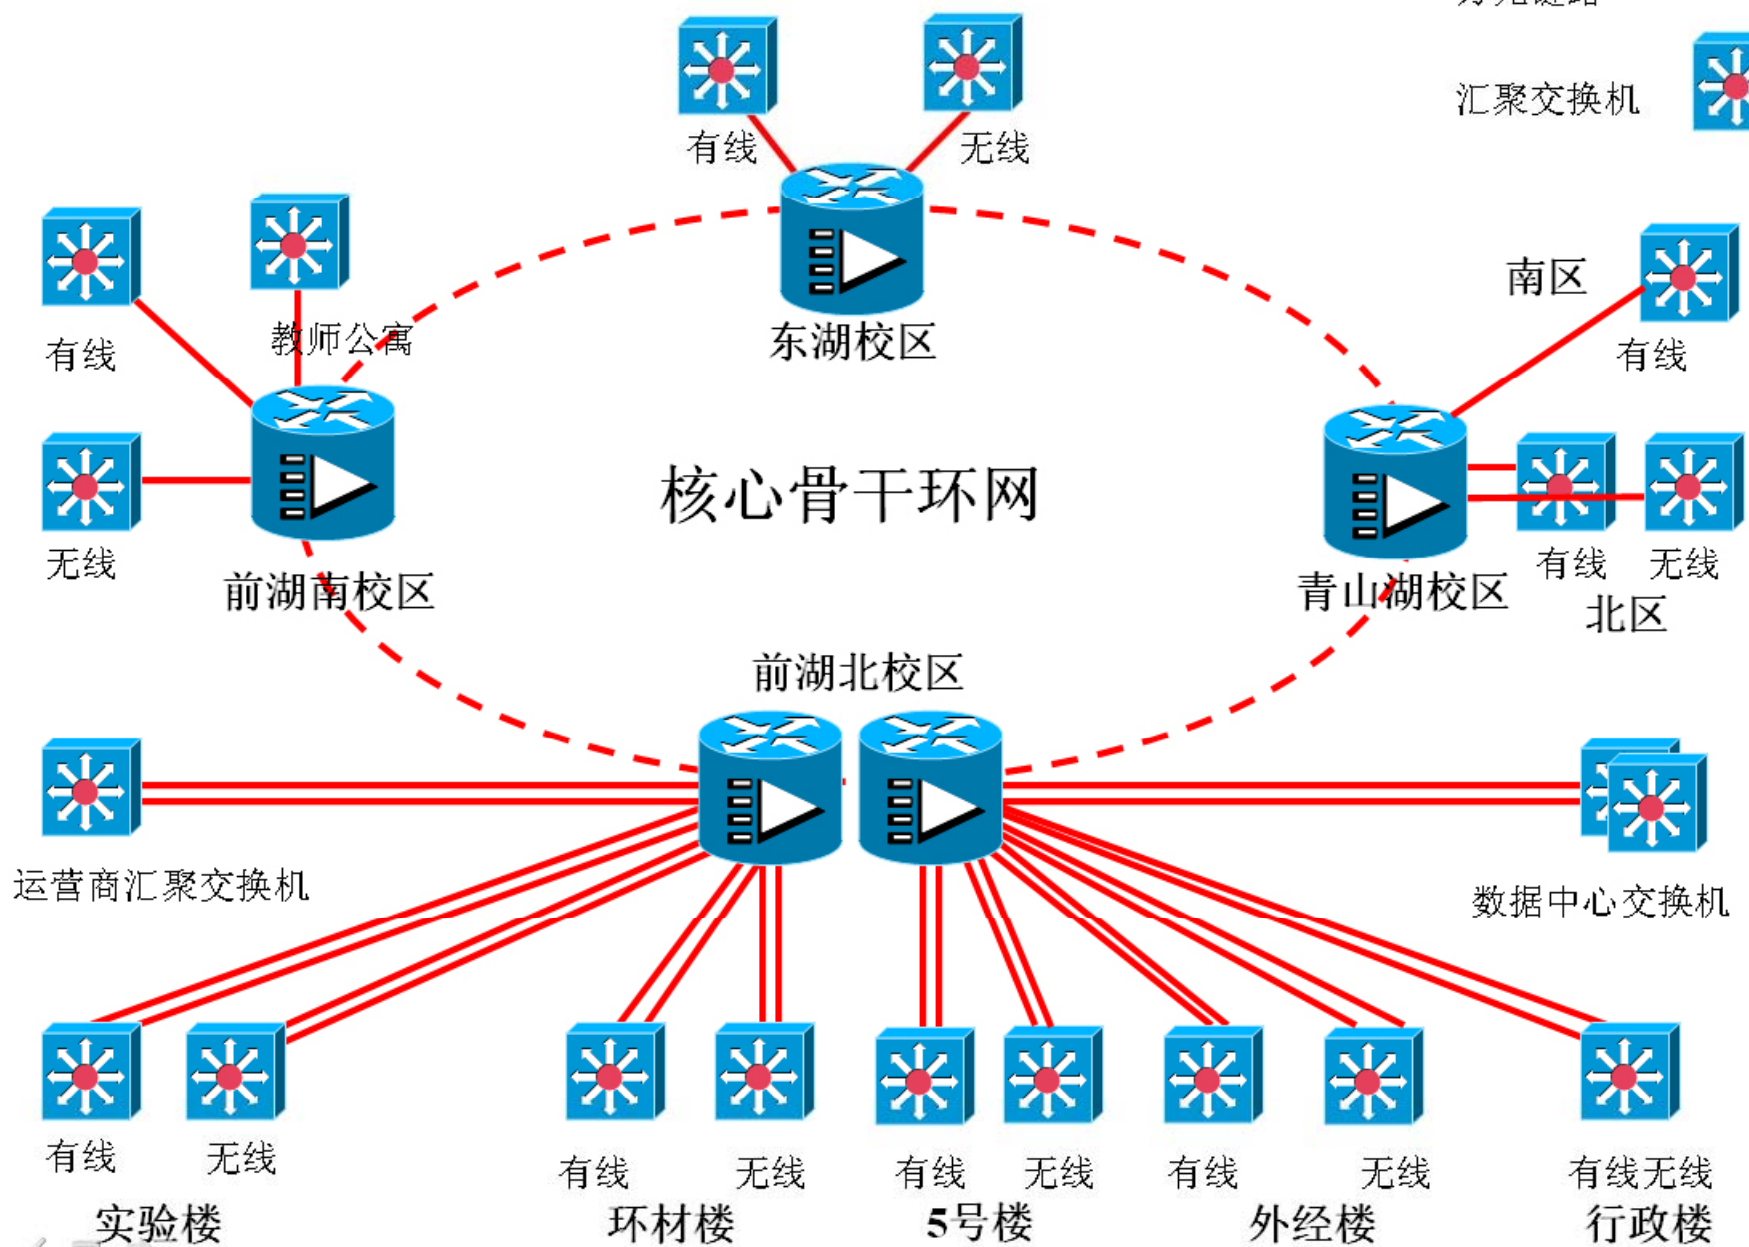 汇聚交换机
有线
无线
南区
有线
教师公寓
有线
东湖校区
核心骨干环网
无线
前湖南校区
有线
无线
青山湖校区
北区
前湖北校区
运营商汇聚交换机
数据中心交换机
有线
无线
有线
无线
有线
无线
有线
无线
有线无线
实验楼
环材楼
5号楼
外经楼
行政楼